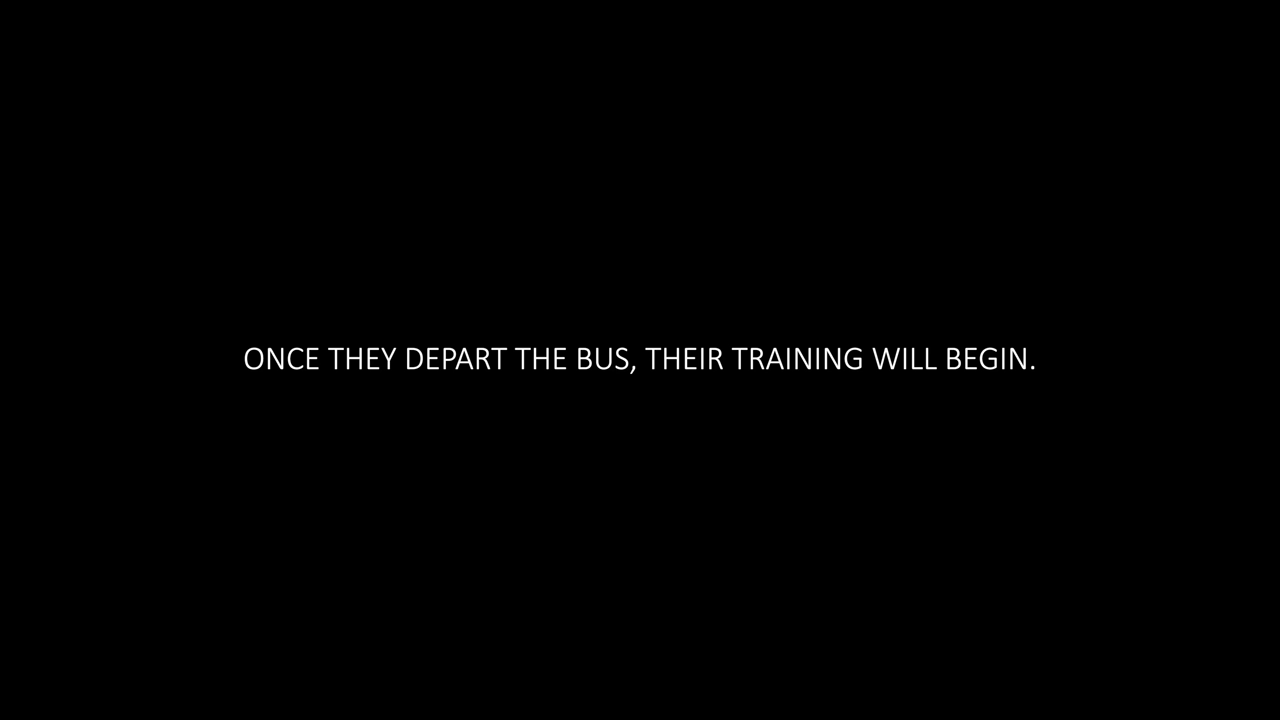 ONCE THEY DEPART THE BUS, THEIR TRAINING WILL BEGIN.